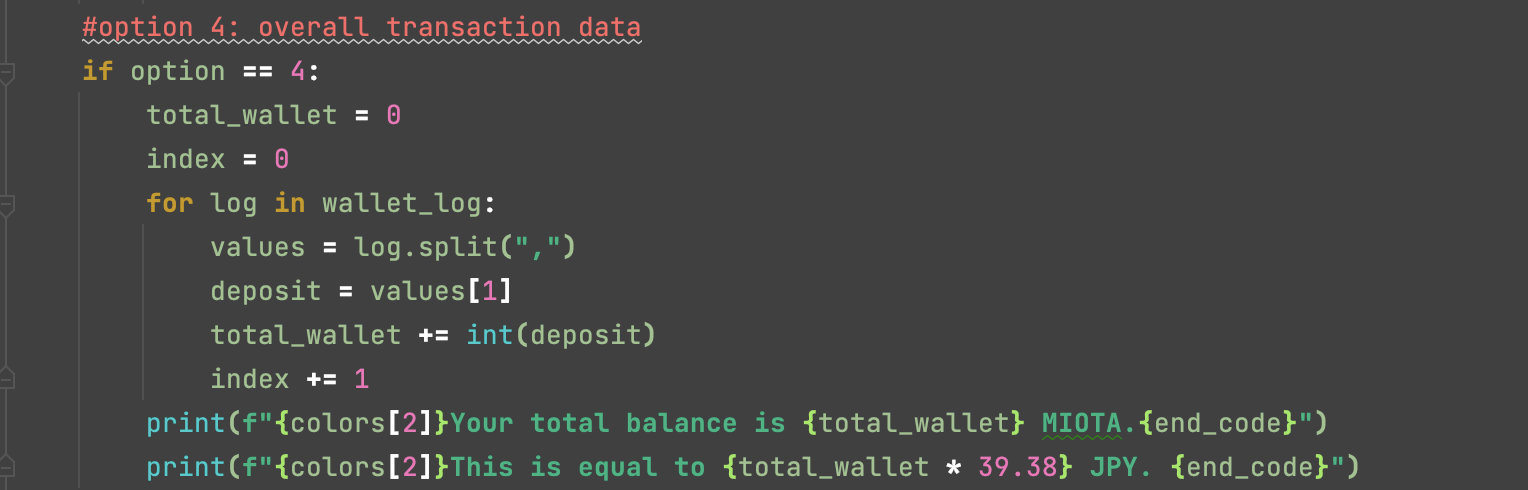 #option 4: overall transaction data
if option == 4:
    total_wallet = 0
    index = 0
    for log in wallet_log:
        values = log.split(",")
        deposit = values[1]
        total_wallet += int(deposit)
        index += 1
    print(f"{colors[2]}Your total balance is {total_wallet} MIOTA.{end_code}")
    print(f"{colors[2]}This is equal to {total_wallet * 39.38} JPY. {end_code}")